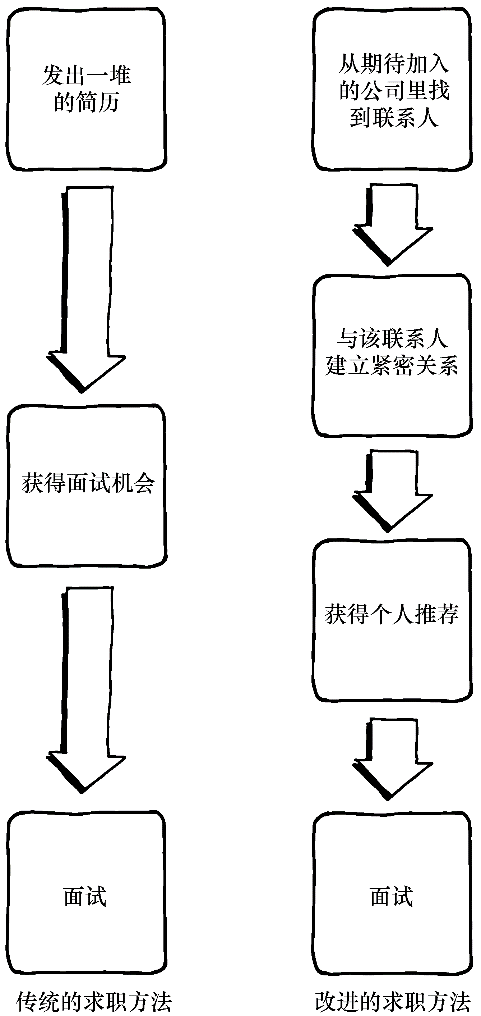 发出一堆
的简历
获得面试机会
面试
传统的求职方法
从期待加入
的公司里找
到联系人
与该联系人
建立紧密关系
获得个人推荐
面试
改进的求职方法